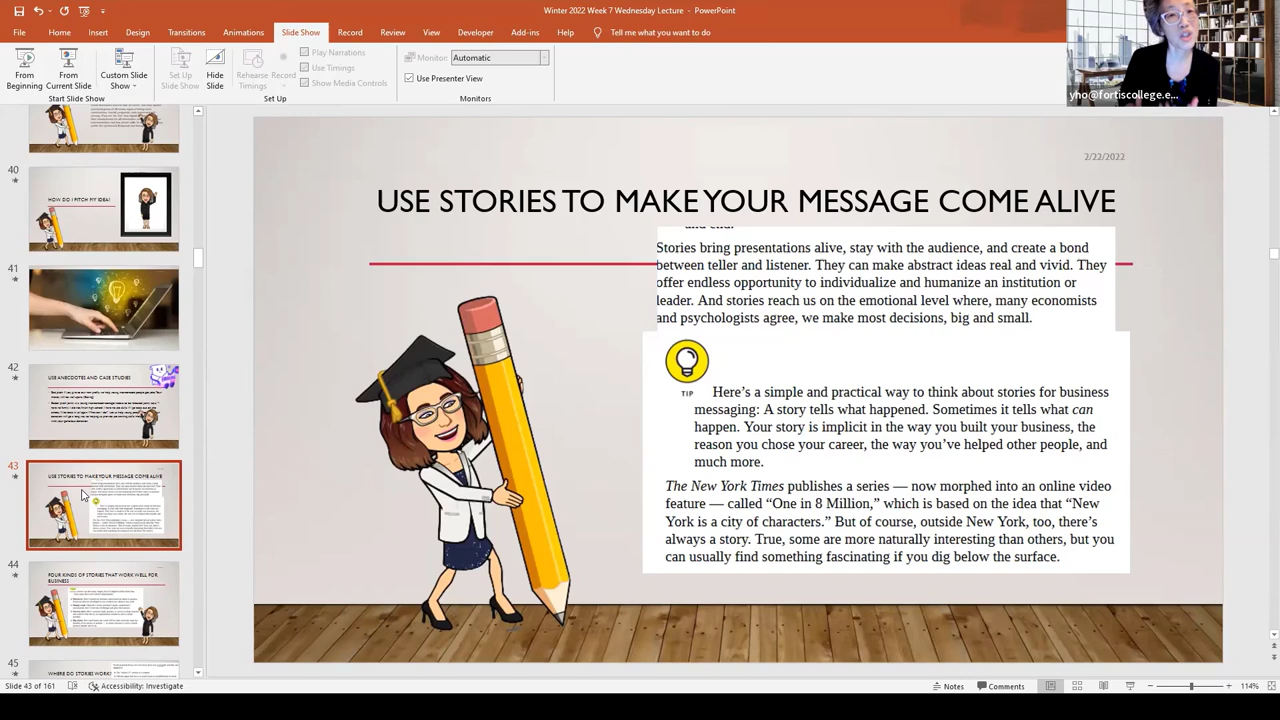 Winter 2022 Week 7 Wednesday Lecture - PowerPoint
File Home Insert Design Transitions Animations Slide Show Record Review View Developer Add-ins Help Tell me what you want to do
From Beginning
From Current Slide
Custom Slide Show
Start Slide Show
Set Up Slide Show
Hide Slide
Rehearse Timings
Record
Play Narrations
Use Timings
Show Media Controls
Set Up
Monitor: Automatic
Use Presenter View
Monitors
yho@fortiscollege.e...
40
HOW DO I PITCH MY IDEA?
41
42
USE ANECDOTES AND CASE STUDIES
43
USE STORIES TO MAKE YOUR MESSAGE COME ALIVE
44
FOUR KINDS OF STORIES THAT WORK WELL FOR
BUSINESS
45
WHERE DO STORIES WORK
2/22/2022
USE STORIES TO MAKE YOUR MESSAGE COME ALIVE
and end.
Stories bring presentations alive, stay with the audience, and create a bond
between teller and listener. They can make abstract ideas real and vivid. They
offer endless opportunity to individualize and humanize an institution or
leader. And stories reach us on the emotional level where, many economists
and psychologists agree, we make most decisions, big and small.
TIP
Here's a simple and practical way to think about stories for business
messaging: A story tells what happened. Sometimes it tells what can
happen. Your story is implicit in the way you built your business, the
reason you chose your career, the way you've helped other people, and
much more.
The New York Times publishes a series — now morphed into an online video
feature — called “One in 8 Million,” which is based on the idea that “New
York is a city of characters.” But of course, outside New York, too, there's
always a story. True, some are more naturally interesting than others, but you
can usually find something fascinating if you dig below the surface.
Slide 43 of 161 Accessibility: Investigate Notes Comments 114%